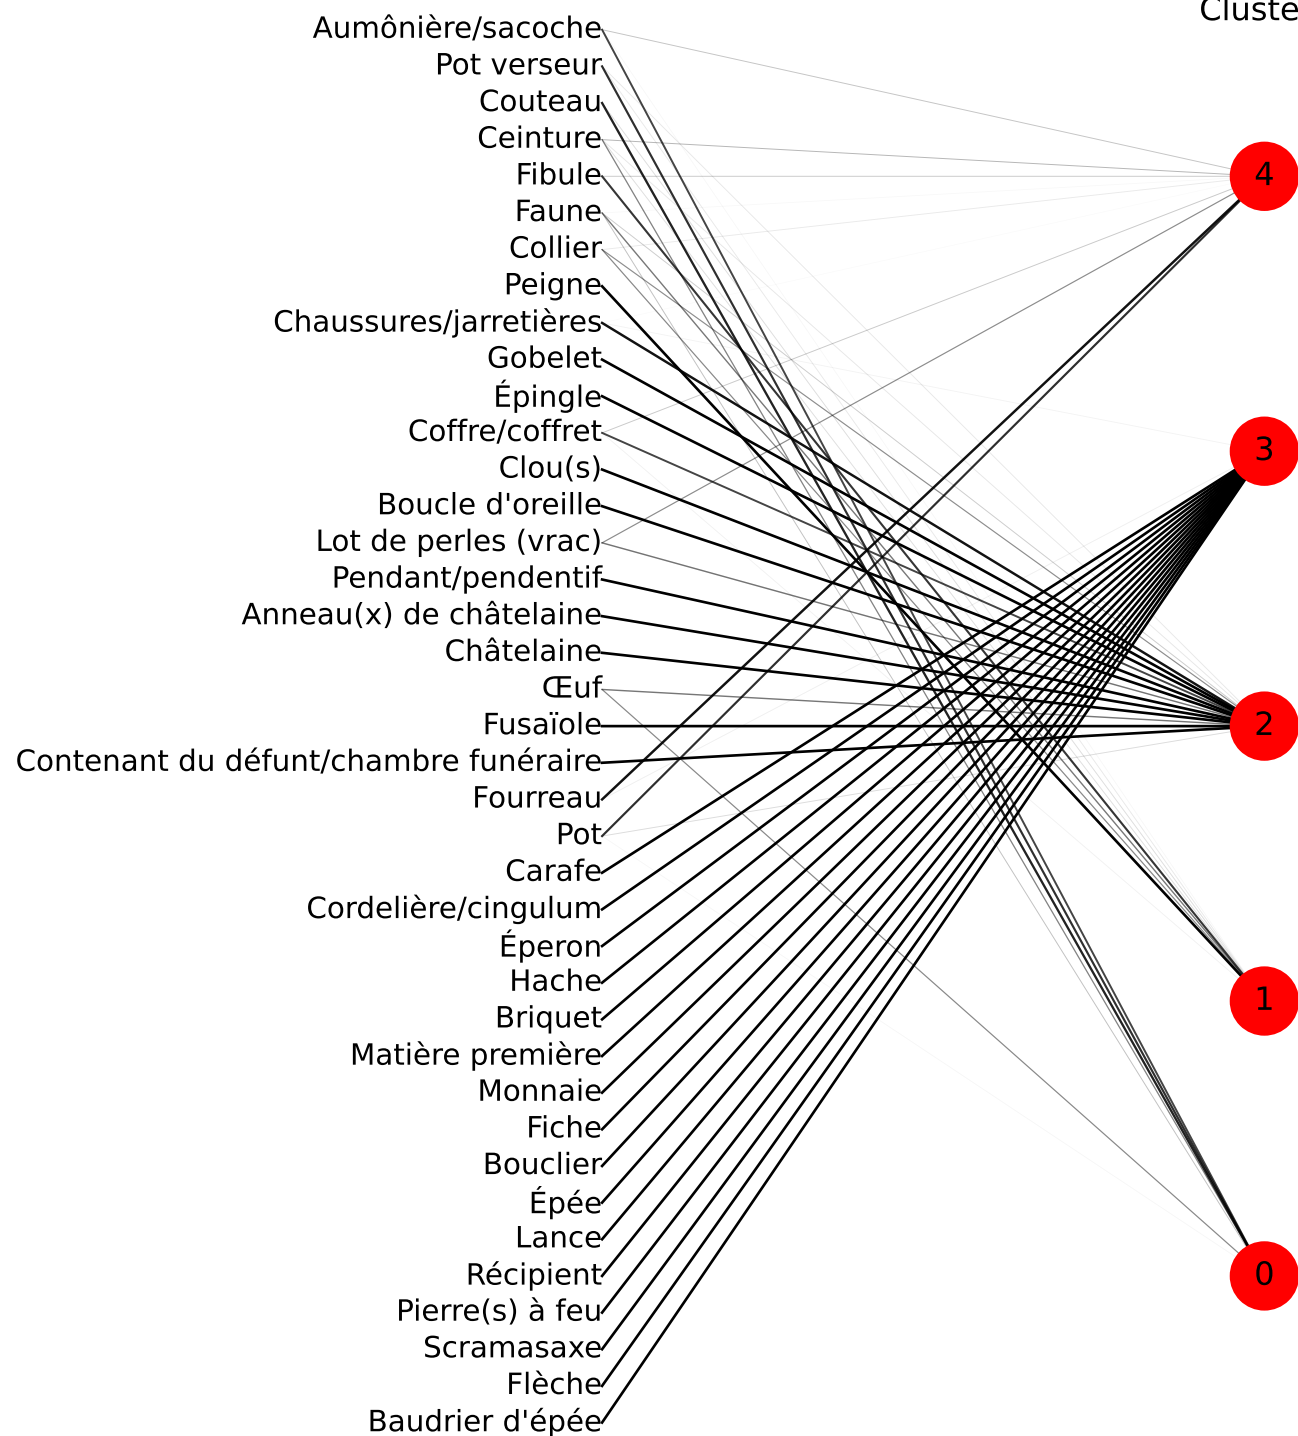 Cluste
Aumônière/sacoche
Pot verseur
Couteau
Ceinture
Fibule
Faune
Collier
Peigne
Chaussures/jarretières
Gobelet
Épingle
Coffre/coffret
Clou(s)
Boucle d'oreille
Lot de perles (vrac)
Pendant/pendentif
Anneau(x) de châtelaine
Châtelaine
Œuf
Fusaïole
Contenant du défunt/chambre funéraire
Fourreau
Pot
Carafe
Cordelière/cingulum
Éperon
Hache
Briquet
Matière première
Monnaie
Fiche
Bouclier
Épée
Lance
Récipient
Pierre(s) à feu
Scramasaxe
Flèche
Baudrier d'épée
4
3
2
1
0